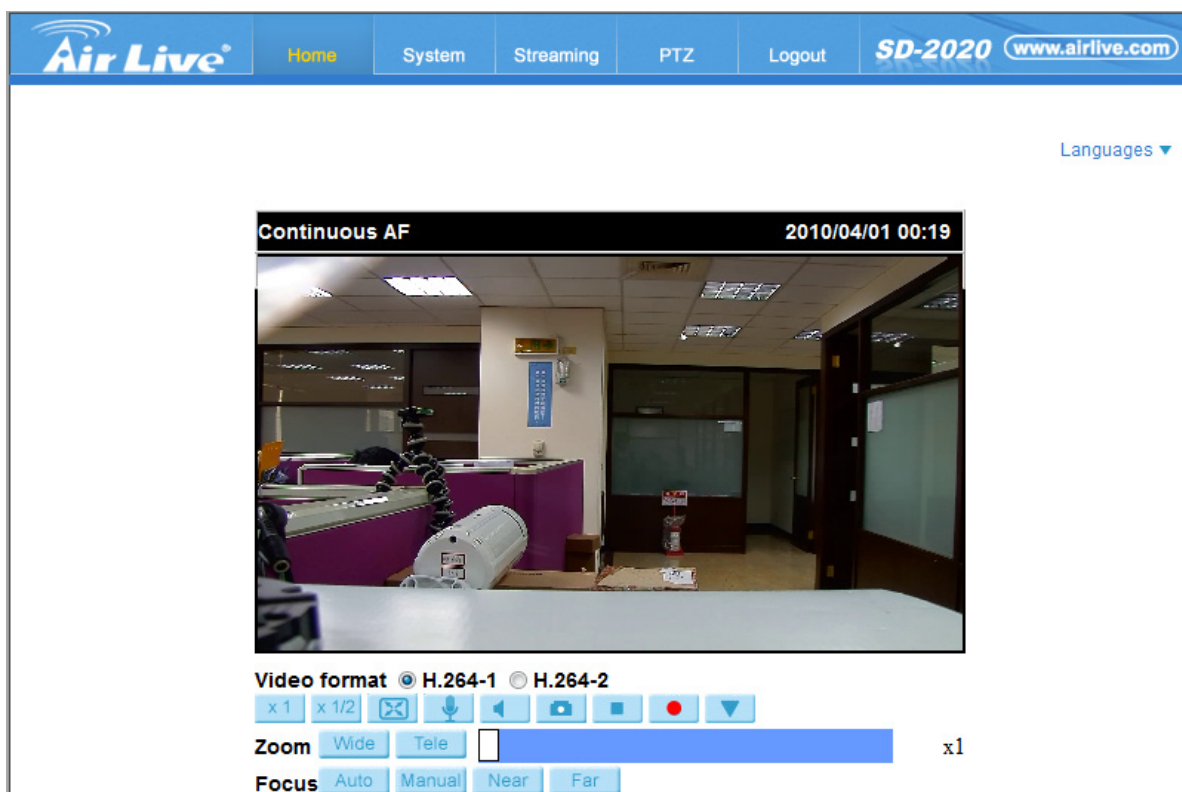 Air Live®
Home System Streaming PTZ Logout SD-2020 www.airlive.com
Languages ▼
Continuous AF 2010/04/01 00:19
Video format H.264-1 H.264-2
x 1 x 1/2
Zoom Wide Tele x1
Focus Auto Manual Near Far